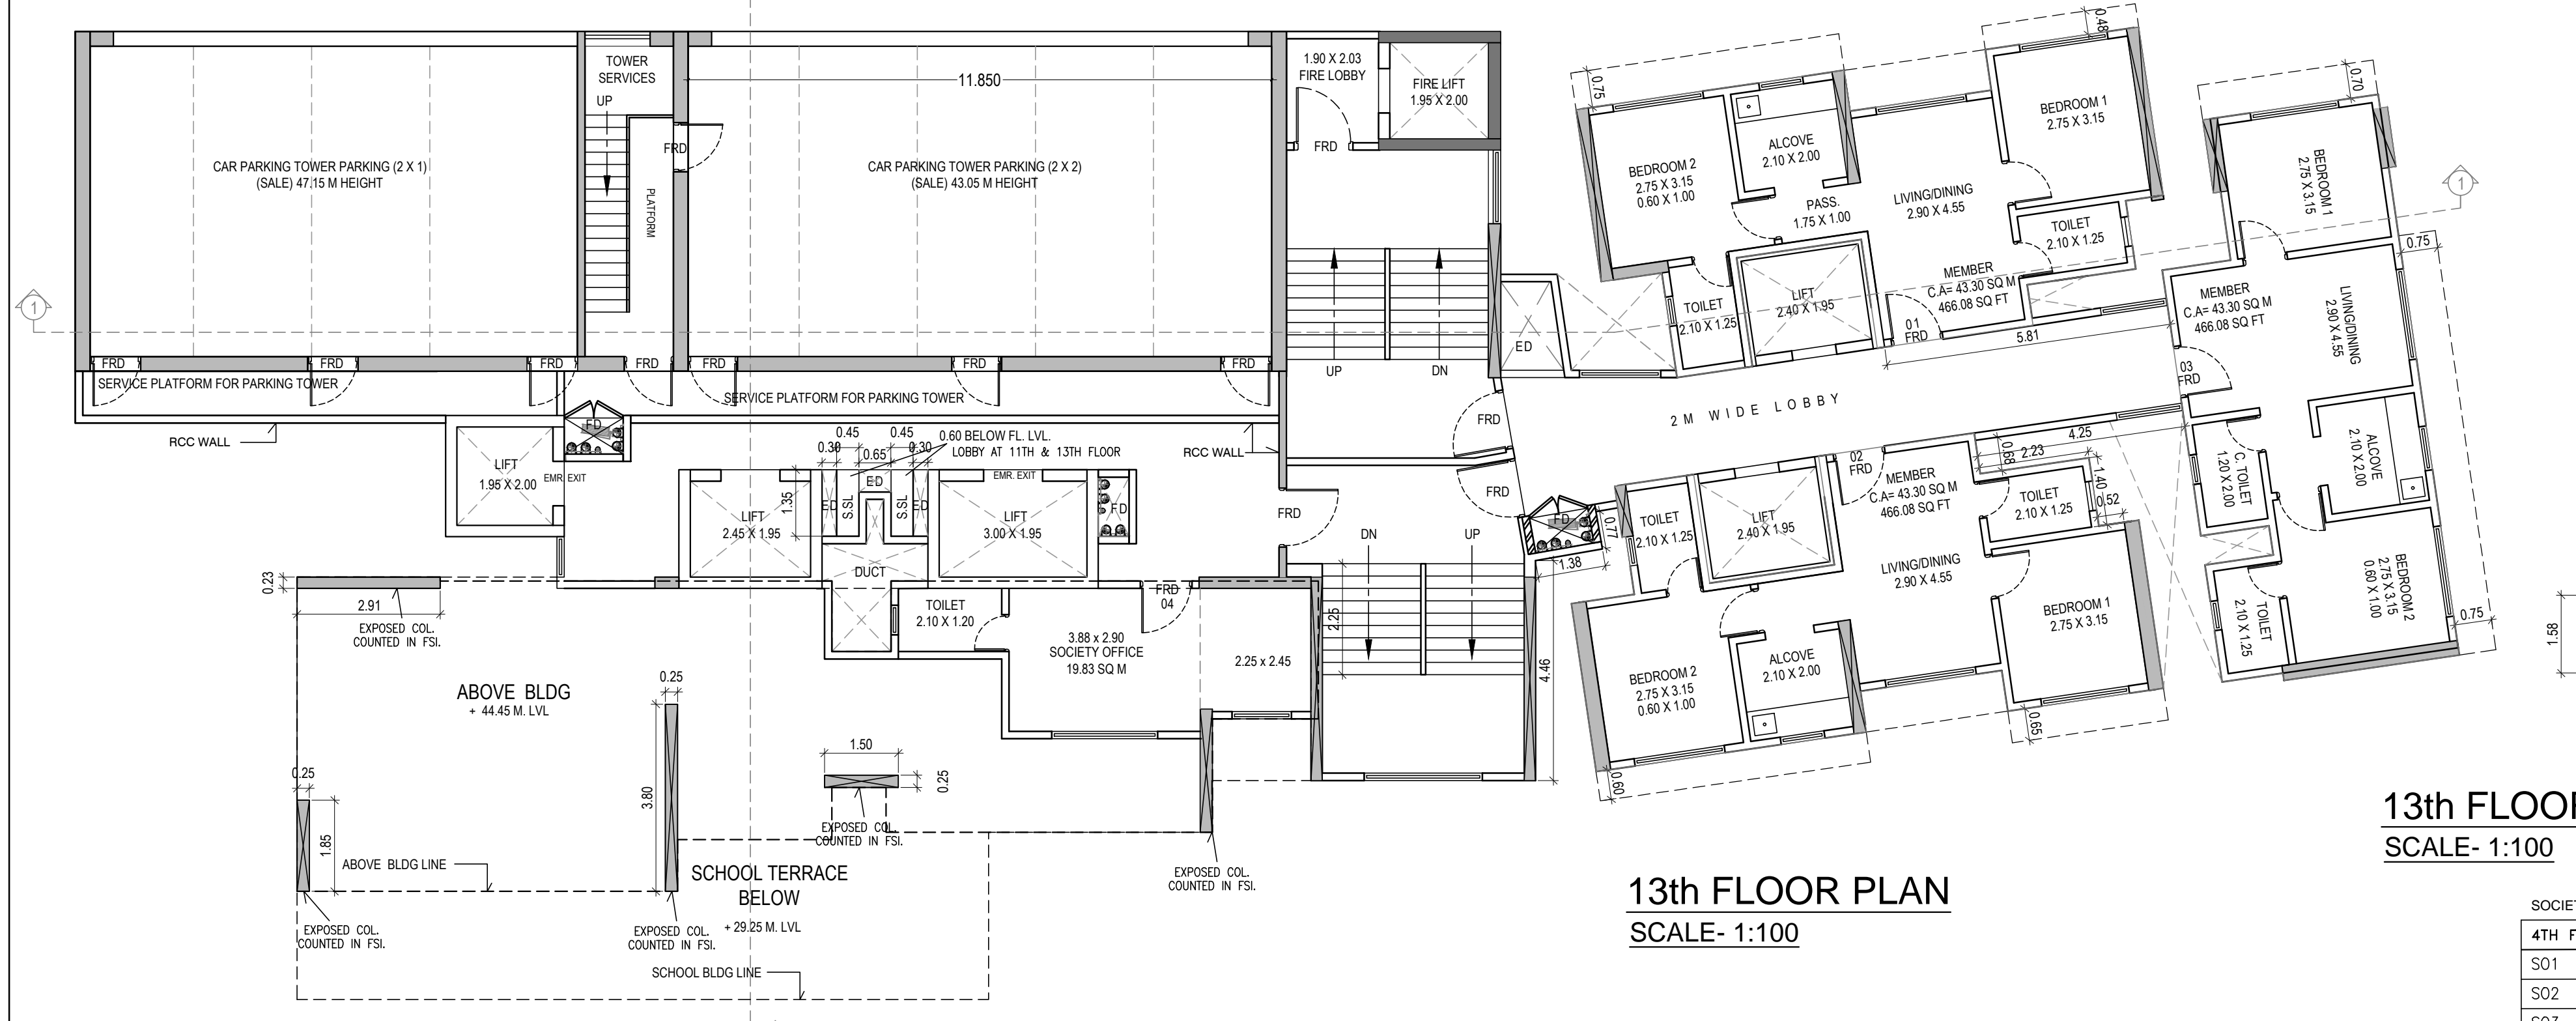 TOWER
SERVICES
UP
PLATFORM
FRD
CAR PARKING TOWER PARKING (2 X 1)
(SALE) 47.15 M HEIGHT
11.850
CAR PARKING TOWER PARKING (2 X 2)
(SALE) 43.05 M HEIGHT
1.90 X 2.03
FIRE LOBBY
FRD
FIRE LIFT
1.95 X 2.00
UP
DN
ED
1
FRD
FRD
FRD
FRD
FRD
FRD
FRD
SERVICE PLATFORM FOR PARKING TOWER
SERVICE PLATFORM FOR PARKING TOWER
RCC WALL
RCC WALL
FD
LIFT
1.95 X 2.00
EMR. EXIT
0.45
0.45
0.30
0.65
0.30
0.60 BELOW FL. LVL.
LOBBY AT 11TH & 13TH FLOOR
1.35
ED
ED
ED
S.SL
S.SL
LIFT
2.45 X 1.95
EMR. EXIT
LIFT
3.00 X 1.95
FD
DUCT
FRD
FRD
FRD
DN
UP
2.25
4.46
0.23
2.91
EXPOSED COL.
COUNTED IN FSI.
TOILET
2.10 X 1.20
FRD
04
3.88 x 2.90
SOCIETY OFFICE
19.83 SQ M
2.25 x 2.45
ABOVE BLDG
+ 44.45 M. LVL
0.25
3.80
0.25
1.85
1.50
0.25
EXPOSED COL.
COUNTED IN FSI.
ABOVE BLDG LINE
SCHOOL TERRACE
BELOW
+ 29.25 M. LVL
EXPOSED COL.
COUNTED IN FSI.
EXPOSED COL.
COUNTED IN FSI.
EXPOSED COL.
COUNTED IN FSI.
SCHOOL BLDG LINE
0.75
BEDROOM 2
2.75 X 3.15
0.60 X 1.00
ALCOVE
2.10 X 2.00
PASS.
1.75 X 1.00
LIVING/DINING
2.90 X 4.55
0.48
BEDROOM 1
2.75 X 3.15
TOILET
2.10 X 1.25
MEMBER
C.A= 43.30 SQ M
466.08 SQ FT
TOILET
2.10 X 1.25
LIFT
2.40 X 1.95
01
FRD
5.81
2 M WIDE LOBBY
0.70
BEDROOM 1
2.75 X 3.15
1
0.75
MEMBER
C.A= 43.30 SQ M
466.08 SQ FT
LIVING/DINING
2.90 X 4.55
03
FRD
ALCOVE
2.10 X 2.00
C. TOILET
1.20 X 2.00
BEDROOM 2
2.75 X 3.15
0.60 X 1.00
TOILET
2.10 X 1.25
0.75
FD
0.77
1.38
TOILET
2.10 X 1.25
LIFT
2.40 X 1.95
02
FRD
MEMBER
C.A= 43.30 SQ M
466.08 SQ FT
4.25
2.23
0.68
1.40
0.52
TOILET
2.10 X 1.25
LIVING/DINING
2.90 X 4.55
BEDROOM 1
2.75 X 3.15
BEDROOM 2
2.75 X 3.15
0.60 X 1.00
ALCOVE
2.10 X 2.00
0.60
0.65
1.58
13th FLOOR PLAN
SCALE- 1:100
13th FLOOR
SCALE- 1:100
SOCIE
4TH F
S01
S02